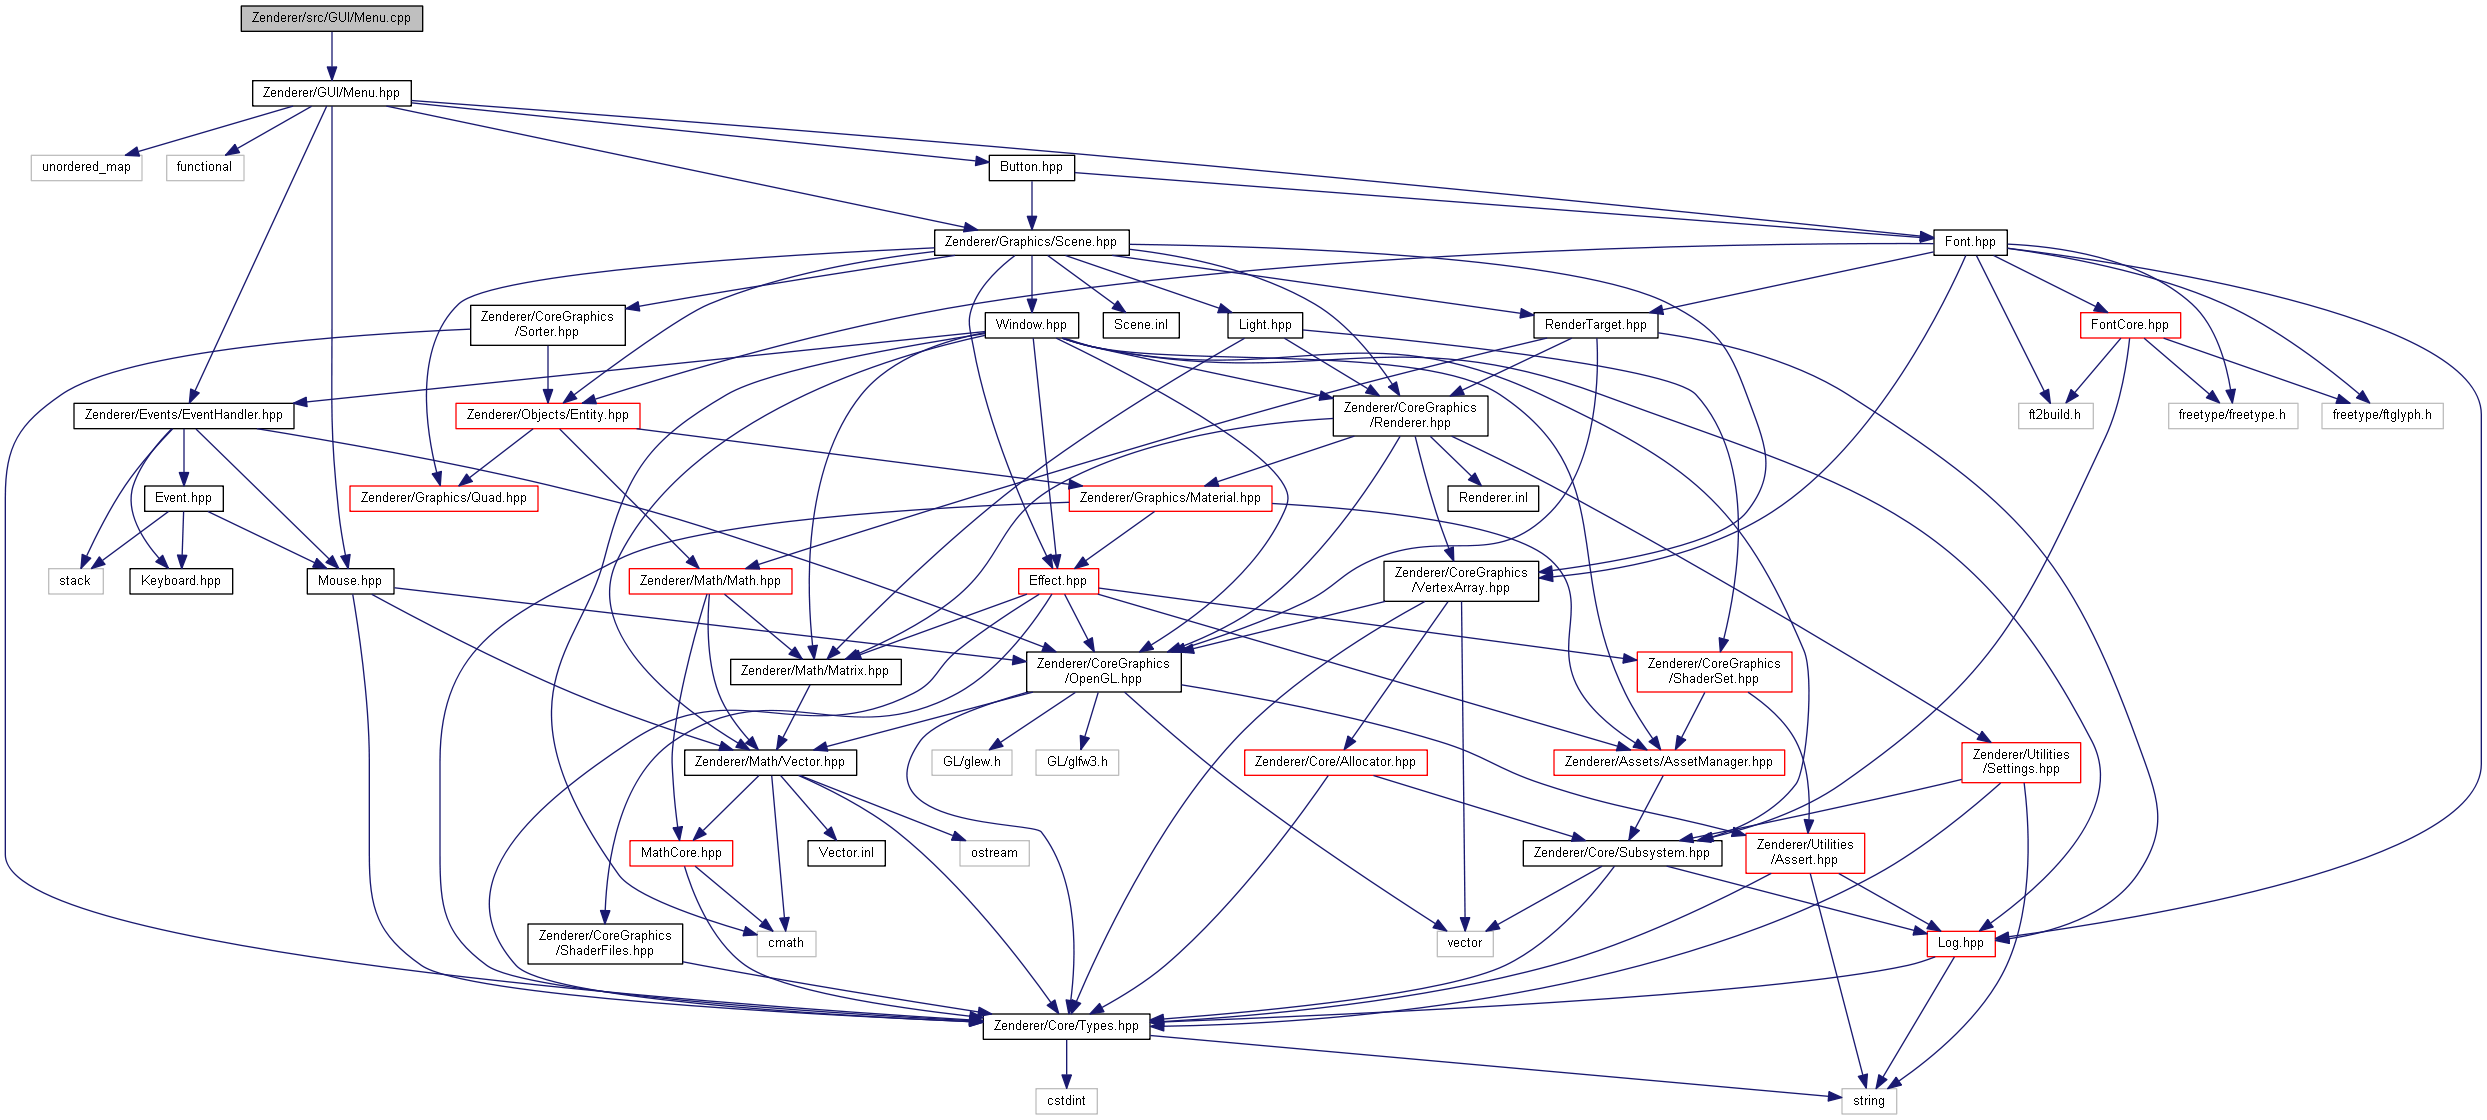 Zenderer/src/GUI/Menu.cpp
Zenderer/GUI/Menu.hpp
unordered_map
functional
Button.hpp
Zenderer/Graphics/Scene.hpp
Font.hpp
Zenderer/CoreGraphics
/Sorter.hpp
Window.hpp
Scene.inl
Light.hpp
RenderTarget.hpp
FontCore.hpp
Zenderer/Events/EventHandler.hpp
Zenderer/Objects/Entity.hpp
Zenderer/CoreGraphics
/Renderer.hpp
ft2build.h
freetype/freetype.h
freetype/ftglyph.h
Event.hpp
Zenderer/Graphics/Quad.hpp
Zenderer/Graphics/Material.hpp
Renderer.inl
stack
Keyboard.hpp
Mouse.hpp
Zenderer/Math/Math.hpp
Effect.hpp
Zenderer/CoreGraphics
/VertexArray.hpp
Zenderer/Math/Matrix.hpp
Zenderer/CoreGraphics
/OpenGL.hpp
Zenderer/CoreGraphics
/ShaderSet.hpp
Zenderer/Math/Vector.hpp
GL/glew.h
GL/glfw3.h
Zenderer/Core/Allocator.hpp
Zenderer/Assets/AssetManager.hpp
Zenderer/Utilities
/Settings.hpp
MathCore.hpp
Vector.inl
ostream
Zenderer/Core/Subsystem.hpp
Zenderer/Utilities
/Assert.hpp
Zenderer/CoreGraphics
/ShaderFiles.hpp
cmath
vector
Log.hpp
Zenderer/Core/Types.hpp
cstdint
string